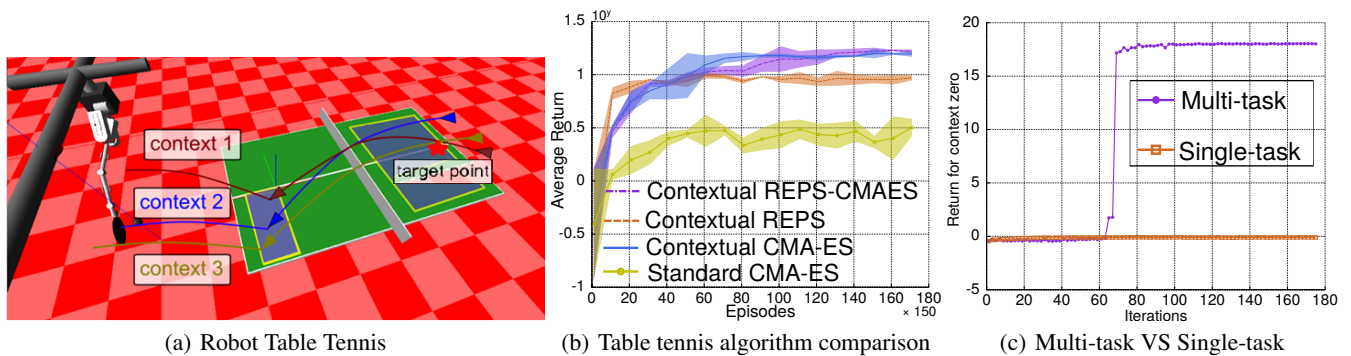 context 1
context 2
context 3
target point
(a) Robot Table Tennis
10^y
1.5
1
0.5
0
-0.5
-1
Average Return
Contextual REPS-CMAES
Contextual REPS
Contextual CMA-ES
Standard CMA-ES
0 20 40 60 80 100 120 140 160 180
Episodes
× 150
(b) Table tennis algorithm comparison
20
15
10
5
0
-5
Return for context zero
Multi-task
Single-task
0 20 40 60 80 100 120 140 160 180
Iterations
(c) Multi-task VS Single-task